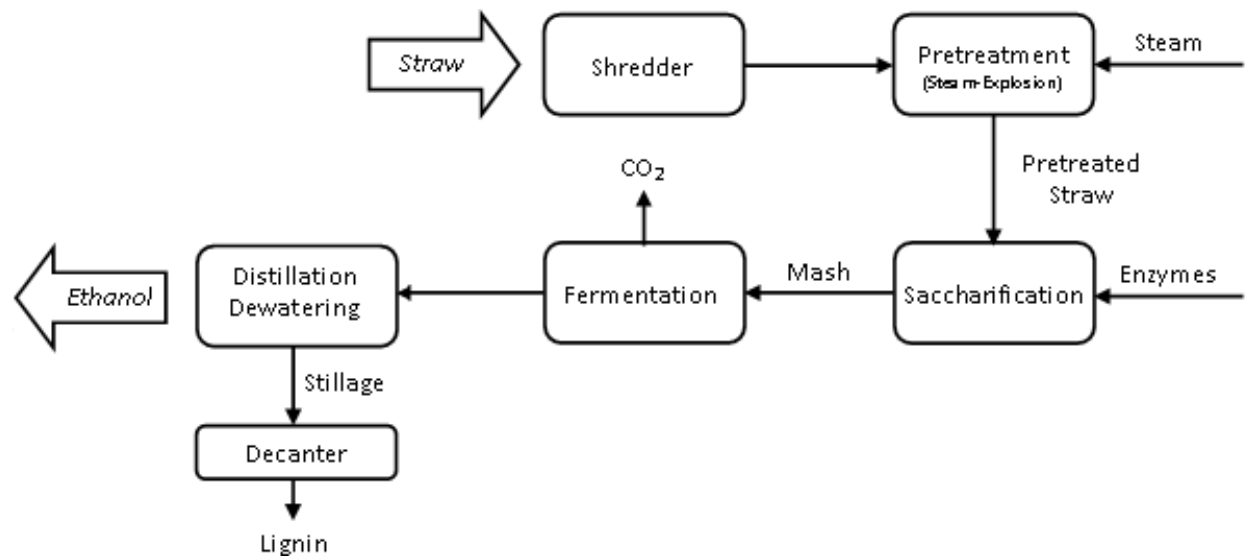 Straw
Shredder
Pretreatment
(Steam-Explosion)
Steam
Pretreated
Straw
CO₂
Ethanol
Distillation
Dewatering
Fermentation
Mash
Saccharification
Enzymes
Stillage
Decanter
Lignin